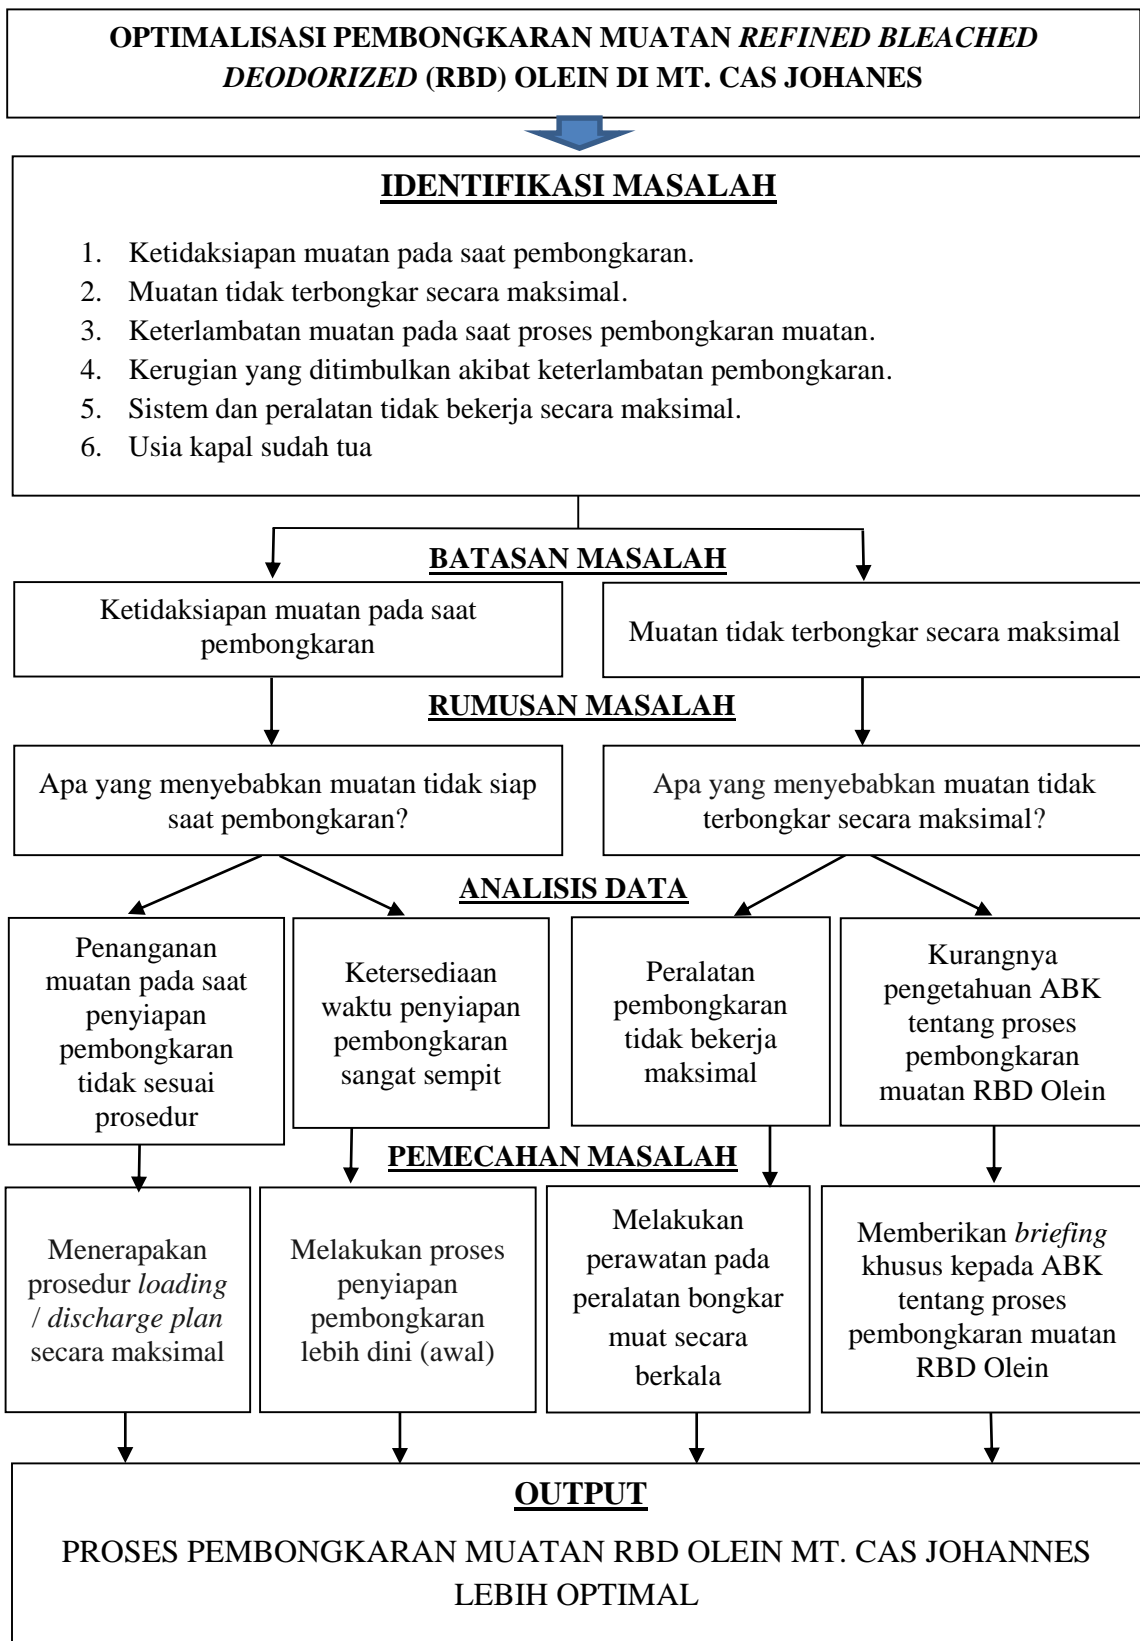 OPTIMALISASI PEMBONGKARAN MUATAN REFINED BLEACHED
DEODORIZED (RBD) OLEIN DI MT. CAS JOHANES
IDENTIFIKASI MASALAH
1. Ketidaksiapan muatan pada saat pembongkaran.
2. Muatan tidak terbongkar secara maksimal.
3. Keterlambatan muatan pada saat proses pembongkaran muatan.
4. Kerugian yang ditimbulkan akibat keterlambatan pembongkaran.
5. Sistem dan peralatan tidak bekerja secara maksimal.
6. Usia kapal sudah tua
BATASAN MASALAH
Ketidaksiapan muatan pada saat
pembongkaran
Muatan tidak terbongkar secara maksimal
RUMUSAN MASALAH
Apa yang menyebabkan muatan tidak siap
saat pembongkaran?
Apa yang menyebabkan muatan tidak
terbongkar secara maksimal?
ANALISIS DATA
Penanganan
muatan pada saat
penyiapan
pembongkaran
tidak sesuai
prosedur
Ketersediaan
waktu penyiapan
pembongkaran
sangat sempit
Peralatan
pembongkaran
tidak bekerja
maksimal
Kurangnya
pengetahuan ABK
tentang proses
pembongkaran
muatan RBD Olein
PEMECAHAN MASALAH
Menerapakan
prosedur loading
/ discharge plan
secara maksimal
Melakukan proses
penyiapan
pembongkaran
lebih dini (awal)
Melakukan
perawatan pada
peralatan bongkar
muat secara
berkala
Memberikan briefing
khusus kepada ABK
tentang proses
pembongkaran muatan
RBD Olein
OUTPUT
PROSES PEMBONGKARAN MUATAN RBD OLEIN MT. CAS JOHANNES
LEBIH OPTIMAL